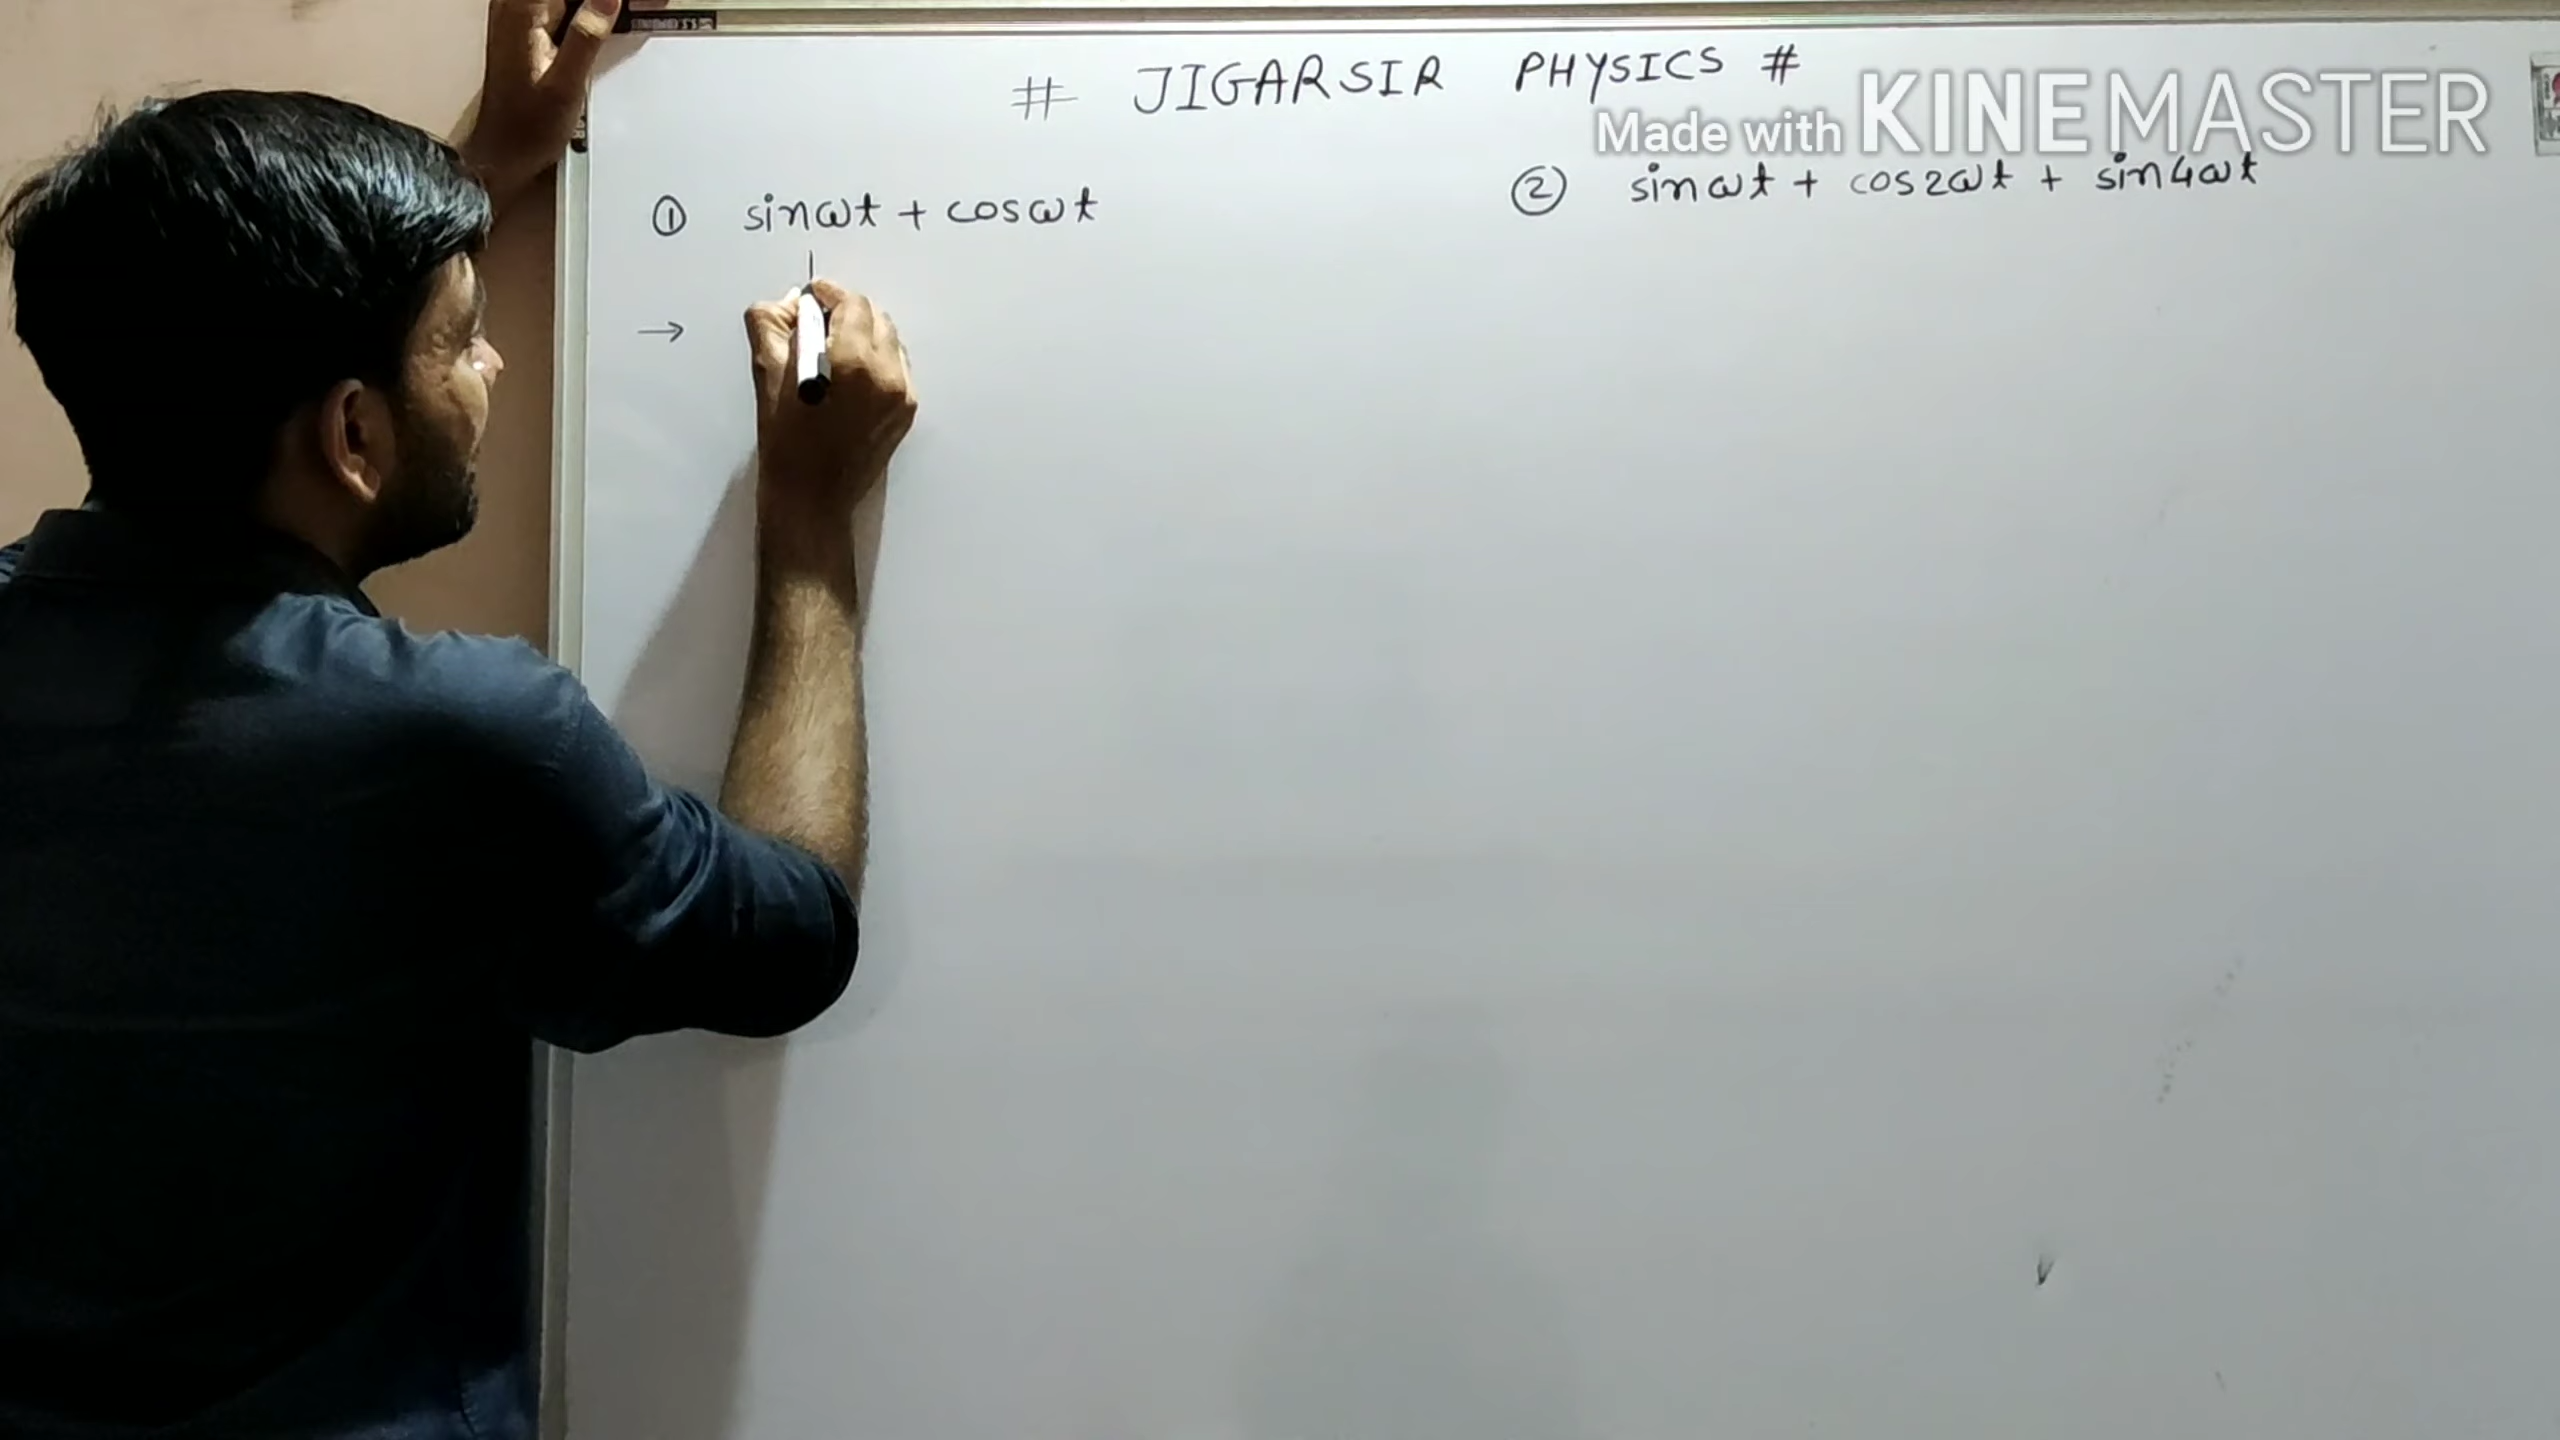 # JIGARSIR PHYSICS #
Made with KINEMASTER
① sinωt + cosωt
② sinωt + cos2ωt + sin4ωt
→